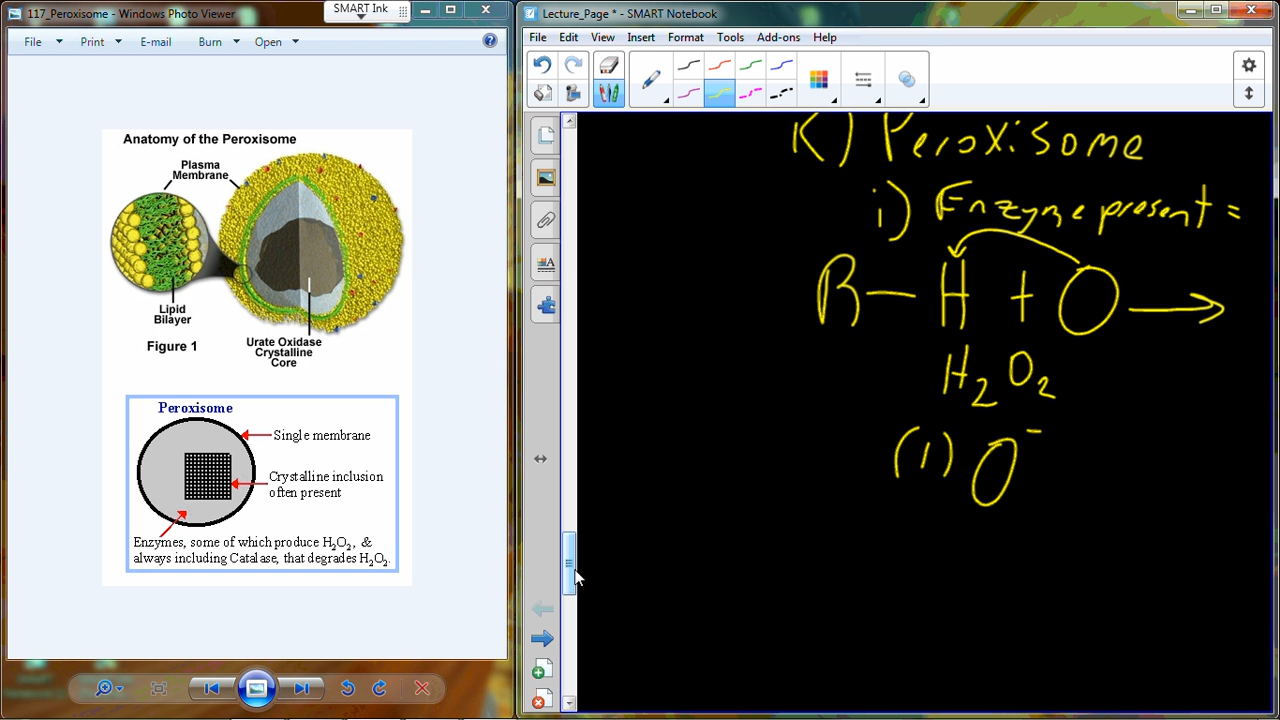 117_Peroxisome - Windows Photo Viewer
SMART Ink
File Print E-mail Burn Open
Anatomy of the Peroxisome
Plasma
Membrane
Lipid
Bilayer
Figure 1
Urate Oxidase
Crystalline
Core
Peroxisome
Single membrane
Crystalline inclusion
often present
Enzymes, some of which produce H₂O₂, &
always including Catalase, that degrades H₂O₂.
Lecture_Page * - SMART Notebook
File Edit View Insert Format Tools Add-ons Help
K) Peroxisome
i) Enzyme present =
R — H + O →
H₂O₂
(1) O⁻